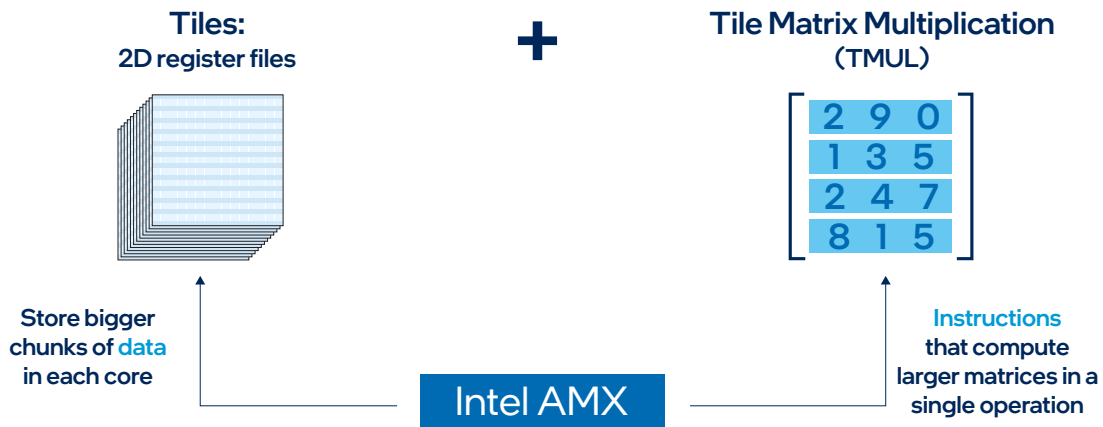 Tiles:
2D register files
+
Tile Matrix Multiplication
(TMUL)
2 9 0
1 3 5
2 4 7
8 1 5
Store bigger
chunks of data
in each core
Instructions
that compute
larger matrices in a
single operation
Intel AMX